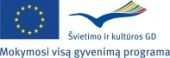 Švietimo ir kultūros GD
Mokymosi visą gyvenimą programa